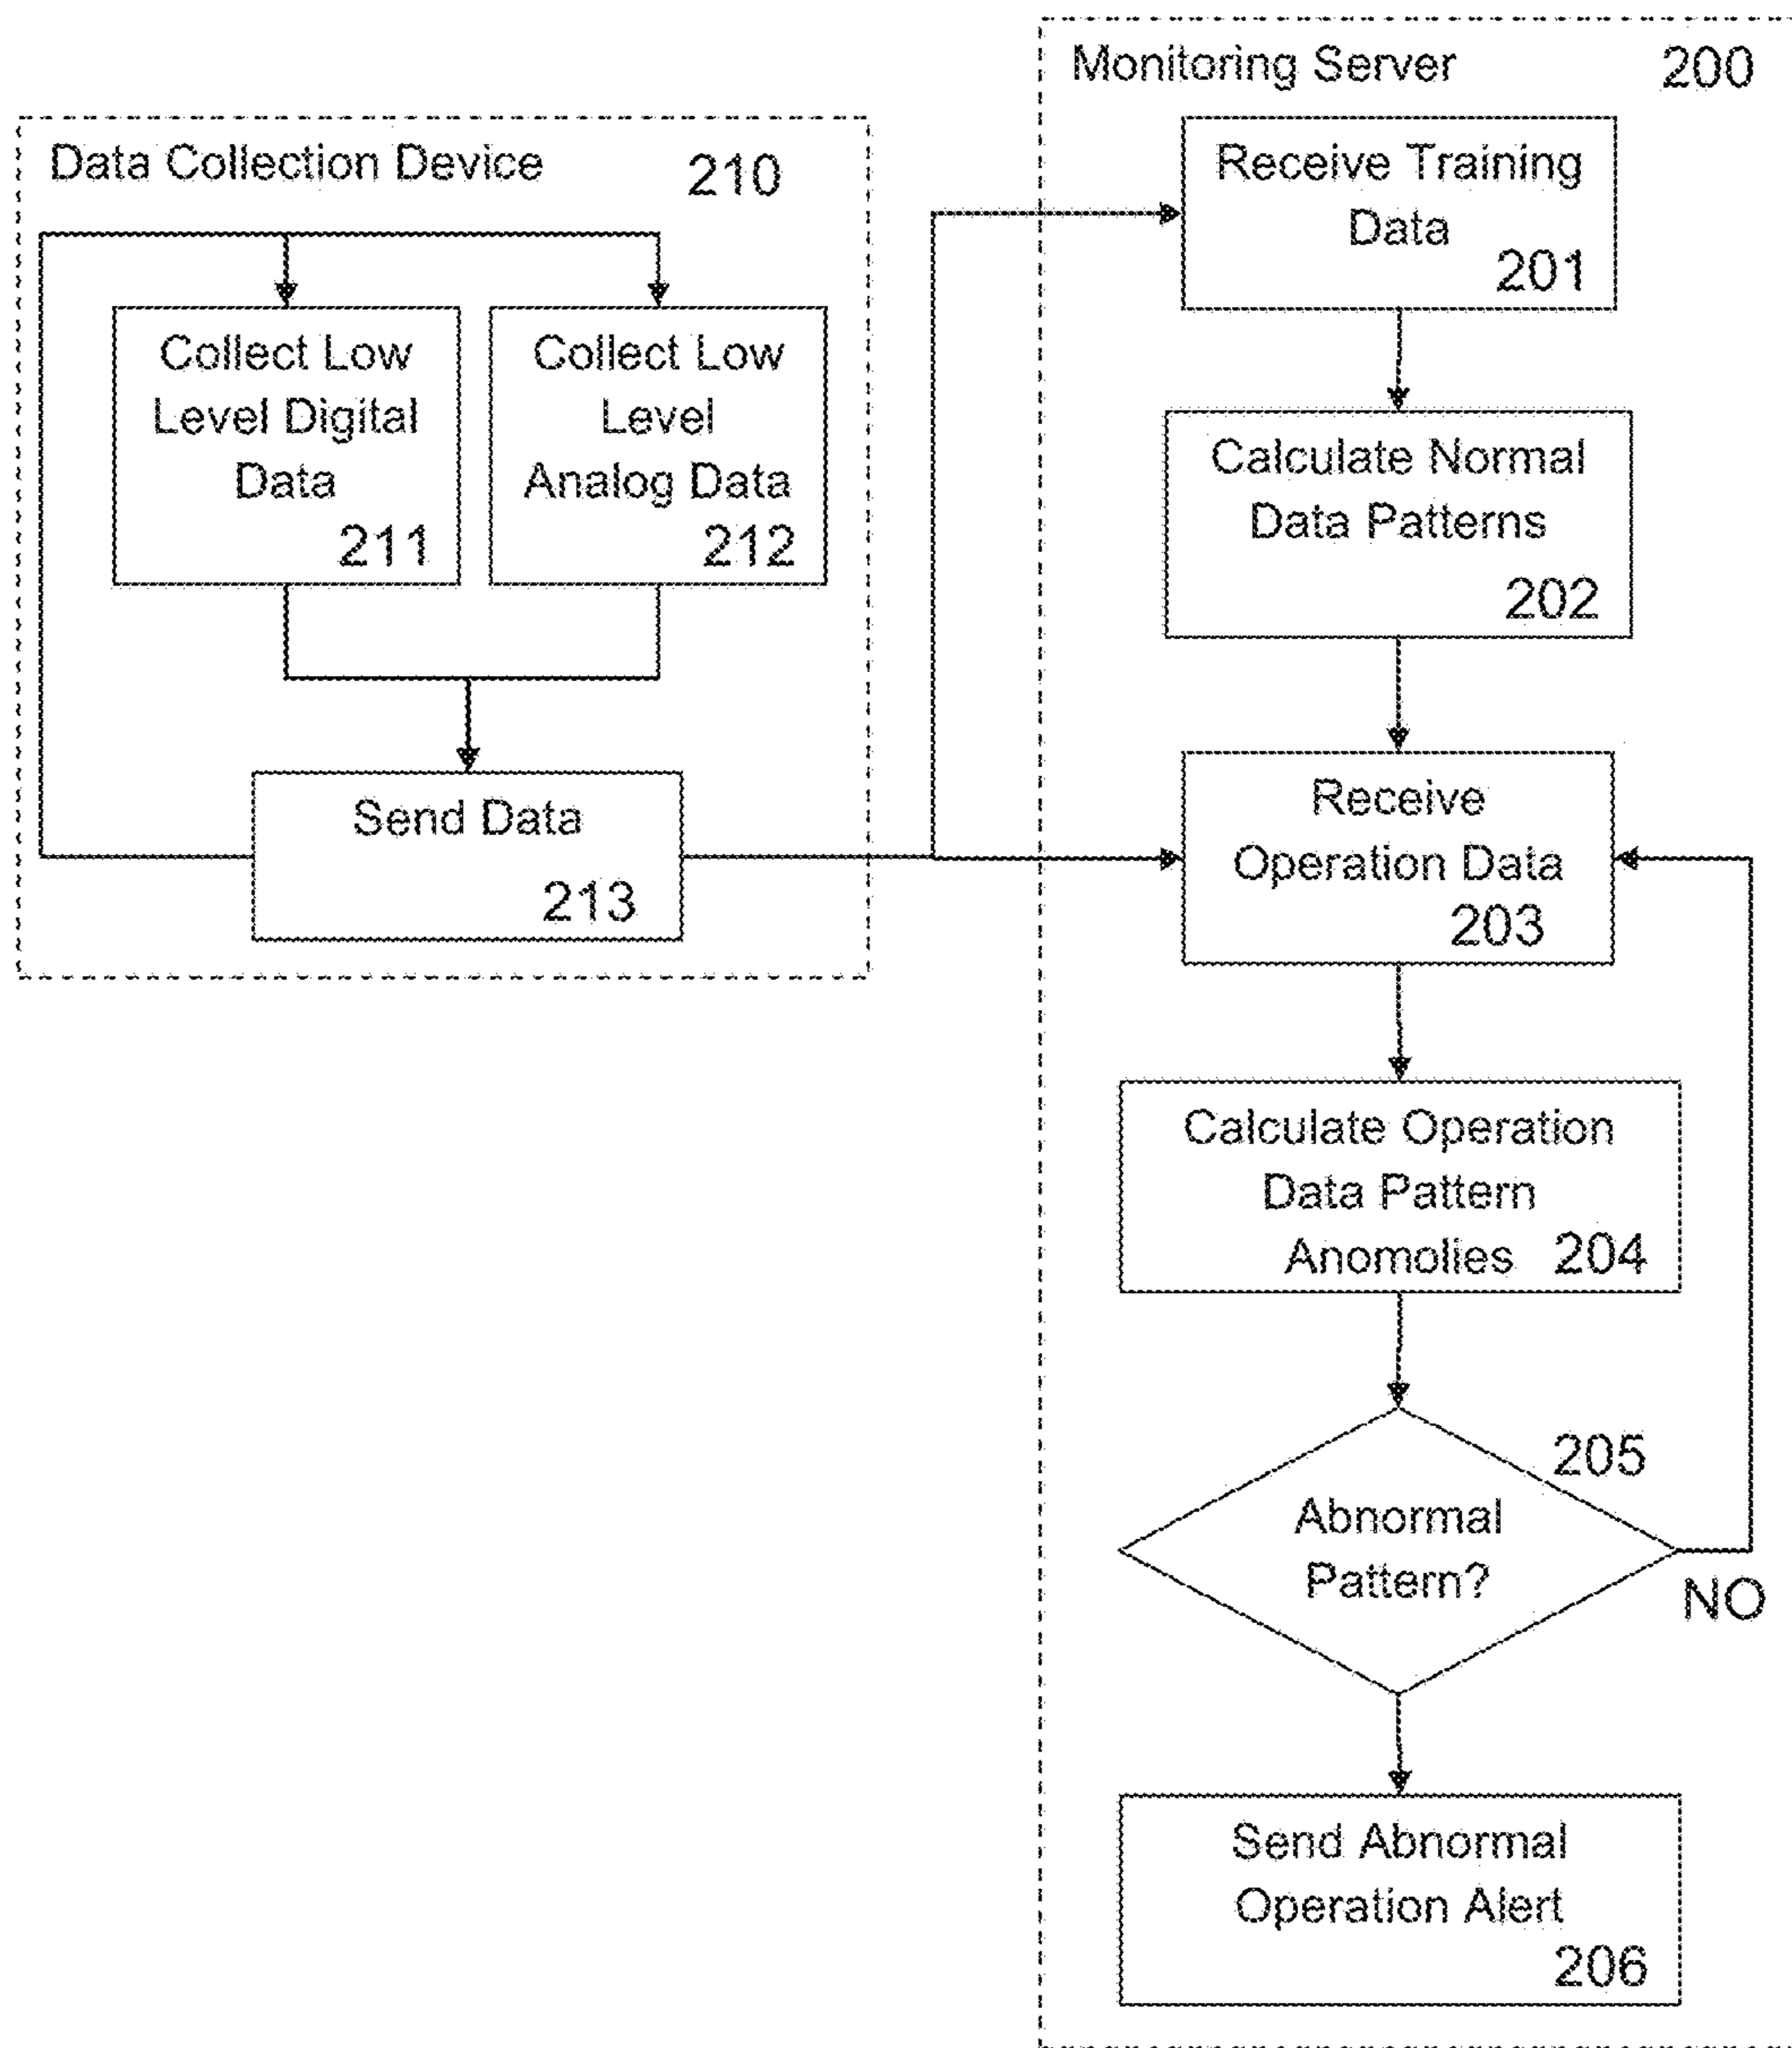 Monitoring Server 200
Data Collection Device 210
Collect Low
Level Digital
Data
211
Collect Low
Level
Analog Data
212
Send Data
213
Receive Training
Data
201
Calculate Normal
Data Patterns
202
Receive
Operation Data
203
Calculate Operation
Data Pattern
Anomolies 204
205
Abnormal
Pattern?
NO
Send Abnormal
Operation Alert
206